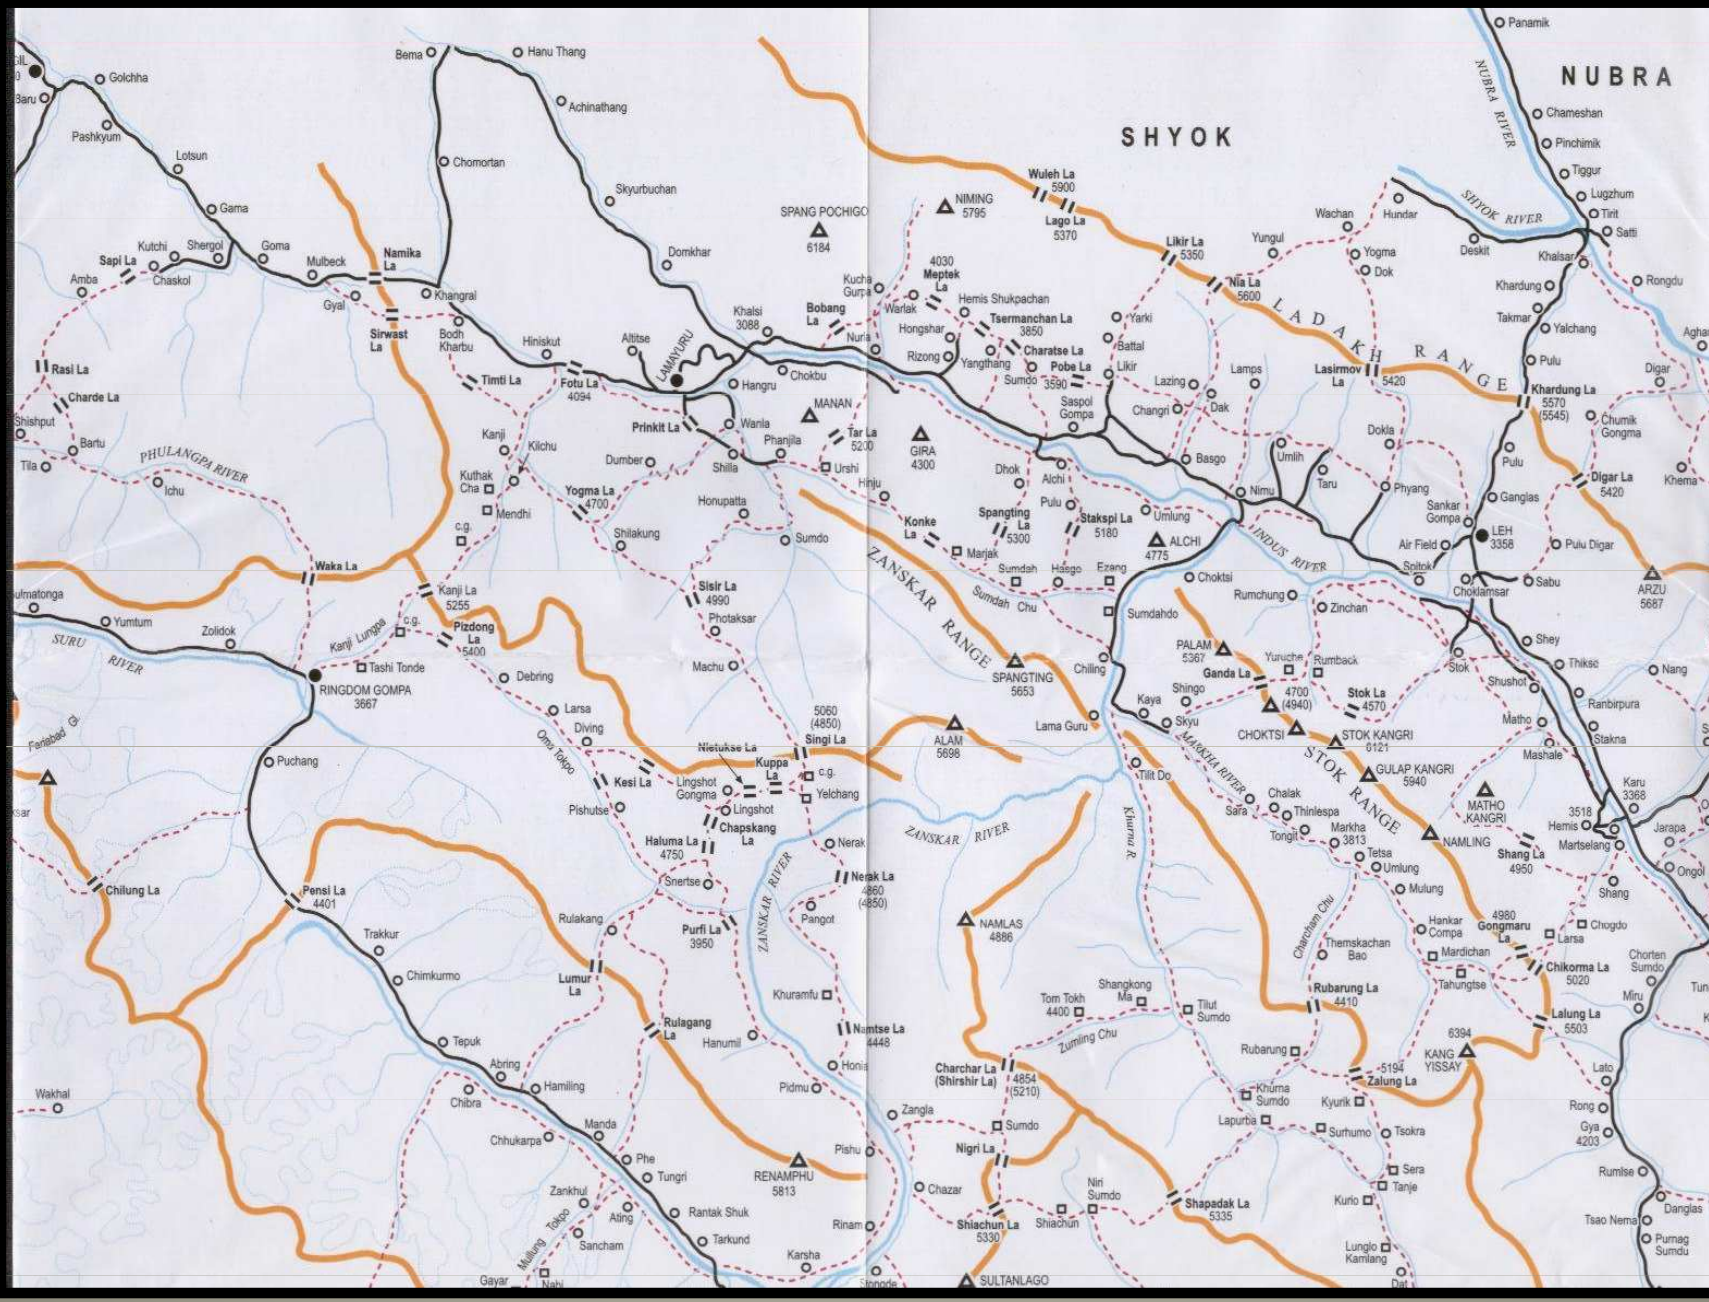 Panamik
NUBRA
NUBRA RIVER
Bema
Hanu Thang
Golchha
Baru
Achinathang
Pashkyum
Chameshan
SHYOK
Pinchimik
Lotsun
Chomortan
Tiggur
Wuleh La
5900
Skyurbuchan
Lugzhum
Gama
SPANG POCHIGO
6184
NIMING
5795
Lago La
5370
Wachan
Hundar
SHYOK RIVER
Tirit
Satti
Kutchi
Shergol
Goma
Namika
La
Domkhar
Likir La
5350
Yungul
Yogma
Deskit
Khalsar
Sapi La
Chaskol
Mulbeck
Dok
Amba
Gyal
Khangral
Kucha
Gurpa
4030
Meptek
La
Nia La
5600
Khardung
Rongdu
Sirwast
La
Bodh
Kharbu
Khalsi
3088
Bobang
La
Warlak
Hemis Shukpachan
Tsermanchan La
3850
Yarki
LADAKH RANGE
Takmar
Yalchang
Hiniskut
Altitse
LAMAYURU
Nurla
Hongshar
Rizong
Yangthang
Charatse La
Battal
Pulu
Rasi La
Timti La
Fotu La
4094
Hangru
Chokbu
Sumdo
Pobe La
3590
Likir
Lazing
Lamps
Lasirmov
La
5420
Digar
Charde La
MANAN
Saspol
Gompa
Changri
Dak
Khardung La
5570
(5545)
Shishput
Prinkit La
Wanla
Tar La
5200
GIRA
4300
Chumik
Gongma
Bartu
Kanji
Kilchu
Phanjila
Dokla
Tila
PHULANGPA RIVER
Dumber
Shilla
Urshi
Dhok
Alchi
Basgo
Umlih
Pulu
Ichu
Kuthak
Cha
Yogma La
4700
Hinju
Taru
Phyang
Digar La
5420
Khema
Mendhi
Honupatta
Pulu
Nimu
Ganglas
c.g.
Konke
La
Spangting
La
5300
Stakspi La
5180
Umlung
Sankar
Gompa
Shilakung
Sumdo
ALCHI
4775
INDUS RIVER
Air Field
LEH
3358
Pulu Digar
Waka La
ZANSKAR RANGE
Marjak
Sumdah
Hasgo
Ezang
Choktsi
Spitok
Sabu
ARZU
5687
Kanji La
5255
Sisir La
4990
Sumdah Chu
Rumchung
Choklamsar
Yumtum
c.g.
Pizdong
La
5400
Photaksar
Sumdahdo
Zinchan
Zolidok
Kanji Lungpa
SURU RIVER
PALAM
5367
Shey
Tashi Tonde
Machu
Chiling
Yuruche
Rumback
Stok
Thikse
Nang
RINGDOM GOMPA
3667
Debring
SPANGTING
5653
Ganda La
4700
(4940)
Stok La
4570
Shushot
Larsa
5060
(4850)
Singi La
Lama Guru
Kaya
Shingo
Skyu
Ranbirpura
Fariabad Gl.
Diving
ALAM
5698
CHOKTSI
STOK KANGRI
6121
Matho
Stakna
Puchang
Oma Tokpo
Nietukse La
Kuppa
La
c.g.
MARKHA RIVER
STOK RANGE
Mashale
Kesi La
Lingshot
Gongma
Tilit Do
GULAP KANGRI
5940
Karu
3368
Pishutse
Lingshot
Yelchang
Sara
Chalak
Thinlespa
MATHO
KANGRI
3518
Hemis
Chapskang
La
ZANSKAR RIVER
Khurna R.
Tongit
Markha
3813
NAMLING
Jarapa
Haluma La
4750
Nerak
Tetsa
Umlung
Shang La
4950
Martselang
Ongol
Chilung La
Snertse
ZANSKAR RIVER
Nerak La
4860
(4850)
Mulung
Shang
Pensi La
4401
Rulakang
Pangot
NAMLAS
4886
Charcham Chu
Hankar
Compa
4980
Gongmaru
La
Chogdo
Trakkur
Purfi La
3950
Themskachan
Bao
Mardichan
Larsa
Chimkurmo
Lumur
La
Tahungtse
Chikorma La
5020
Chorten
Sumdo
Khuramfu
Tom Tokh
4400
Shangkong
Ma
Rubarung La
4410
Miru
Rulagang
La
Namtse La
4448
Tilut
Sumdo
Lalung La
5503
Tepuk
Hanumil
Zumling Chu
Rubarung
6394
KANG
YISSAY
Abring
Charchar La
(Shirshir La)
4854
(5210)
5194
Zalung La
Lato
Wakhal
Chibra
Hamiling
Pidmu
Khurna
Sumdo
Kyurik
Rong
Zangla
Sumdo
Lapurba
Gya
4203
Chhukarpa
Manda
Surhumo
Tsokra
Phe
Pishu
Nigri La
Rumlse
Tungri
RENAMPHU
5813
Sera
Zankhul
Chazar
Niri
Sumdo
Kurlo
Tanje
Mullung Tokpo
Ating
Rantak Shuk
Shiachun La
5330
Shiachun
Shapadak La
5335
Danglas
Rinam
Tsao Nema
Sancham
Tarkund
Karsha
Lunglo
Kamlang
Purnag
Sumdu
Gayar
SULTANLAGO